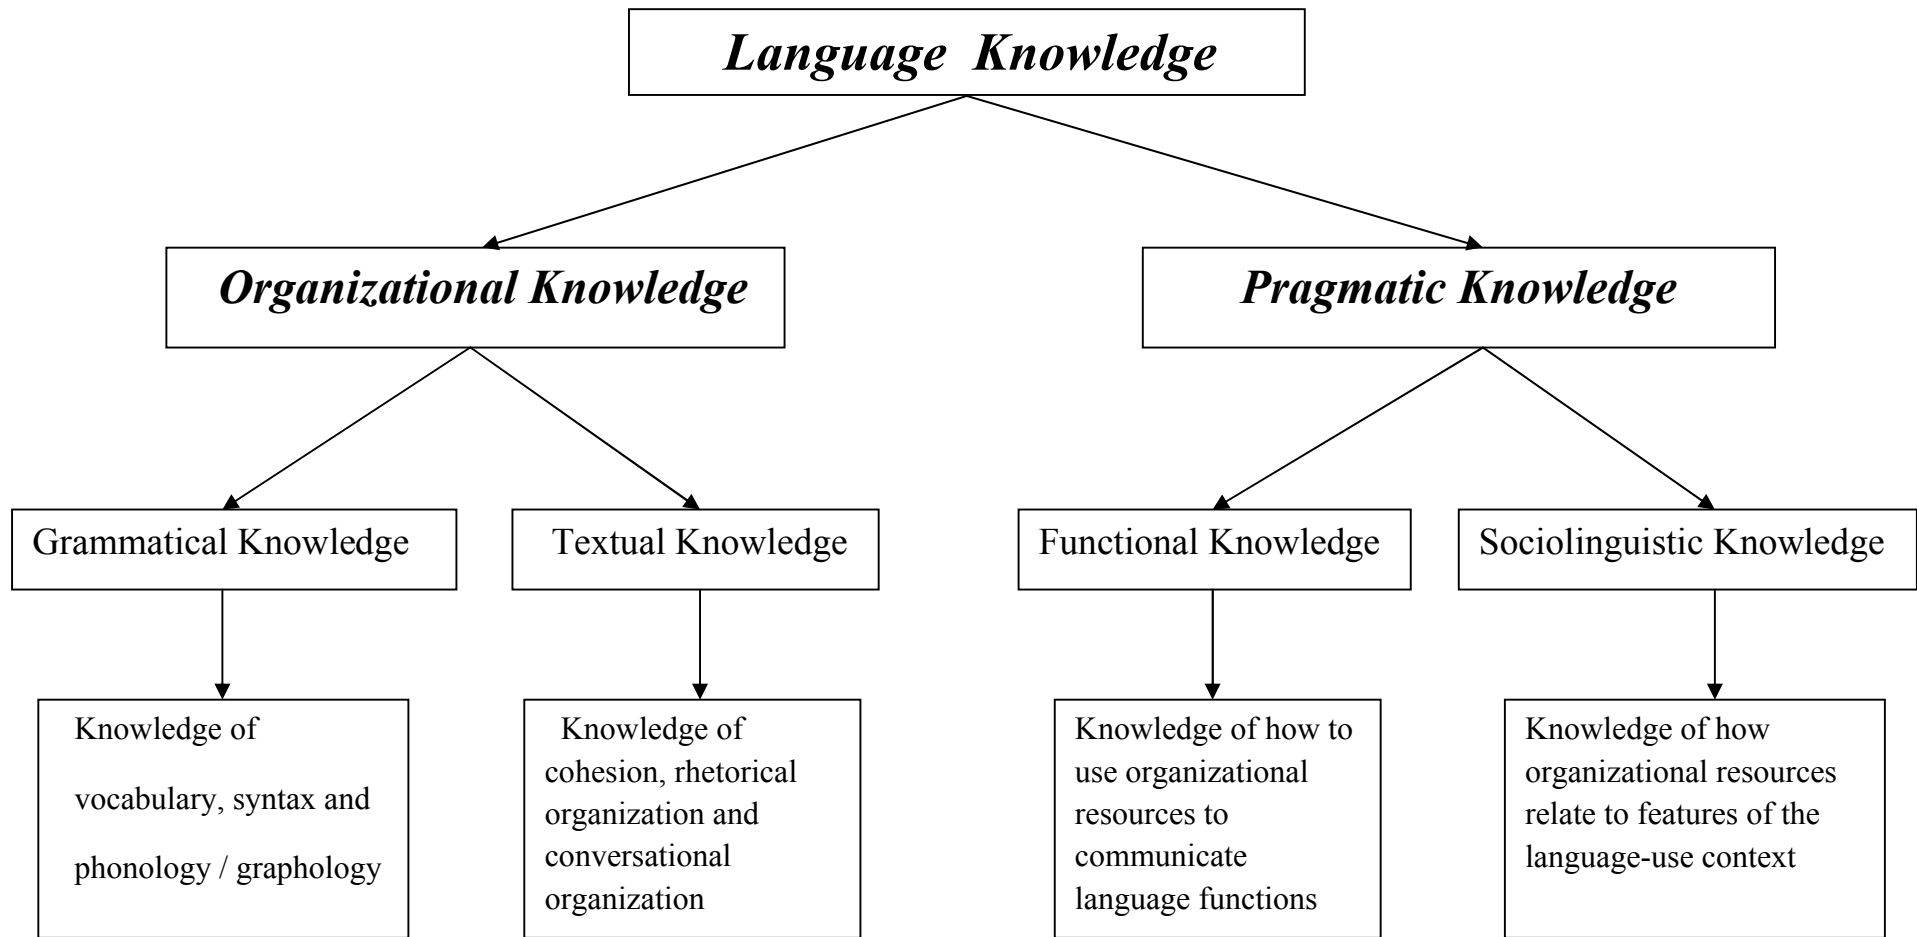 Language Knowledge
Organizational Knowledge
Pragmatic Knowledge
Grammatical Knowledge
Textual Knowledge
Functional Knowledge
Sociolinguistic Knowledge
Knowledge of
vocabulary, syntax and
phonology / graphology
Knowledge of
cohesion, rhetorical
organization and
conversational
organization
Knowledge of how to
use organizational
resources to
communicate
language functions
Knowledge of how
organizational resources
relate to features of the
language-use context